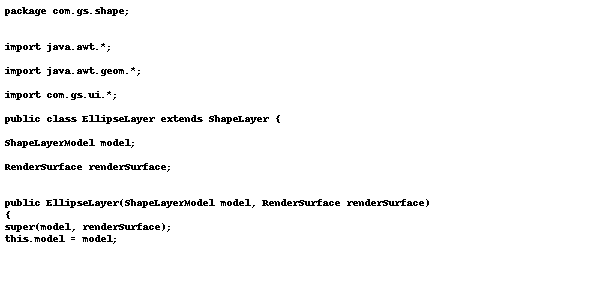 package com.gs.shape;
import java.awt.*;
import java.awt.geom.*;
import com.gs.ui.*;
public class EllipseLayer extends ShapeLayer {
ShapeLayerModel model;
RenderSurface renderSurface;
public EllipseLayer(ShapeLayerModel model, RenderSurface renderSurface)
{
super(model, renderSurface);
this.model = model;